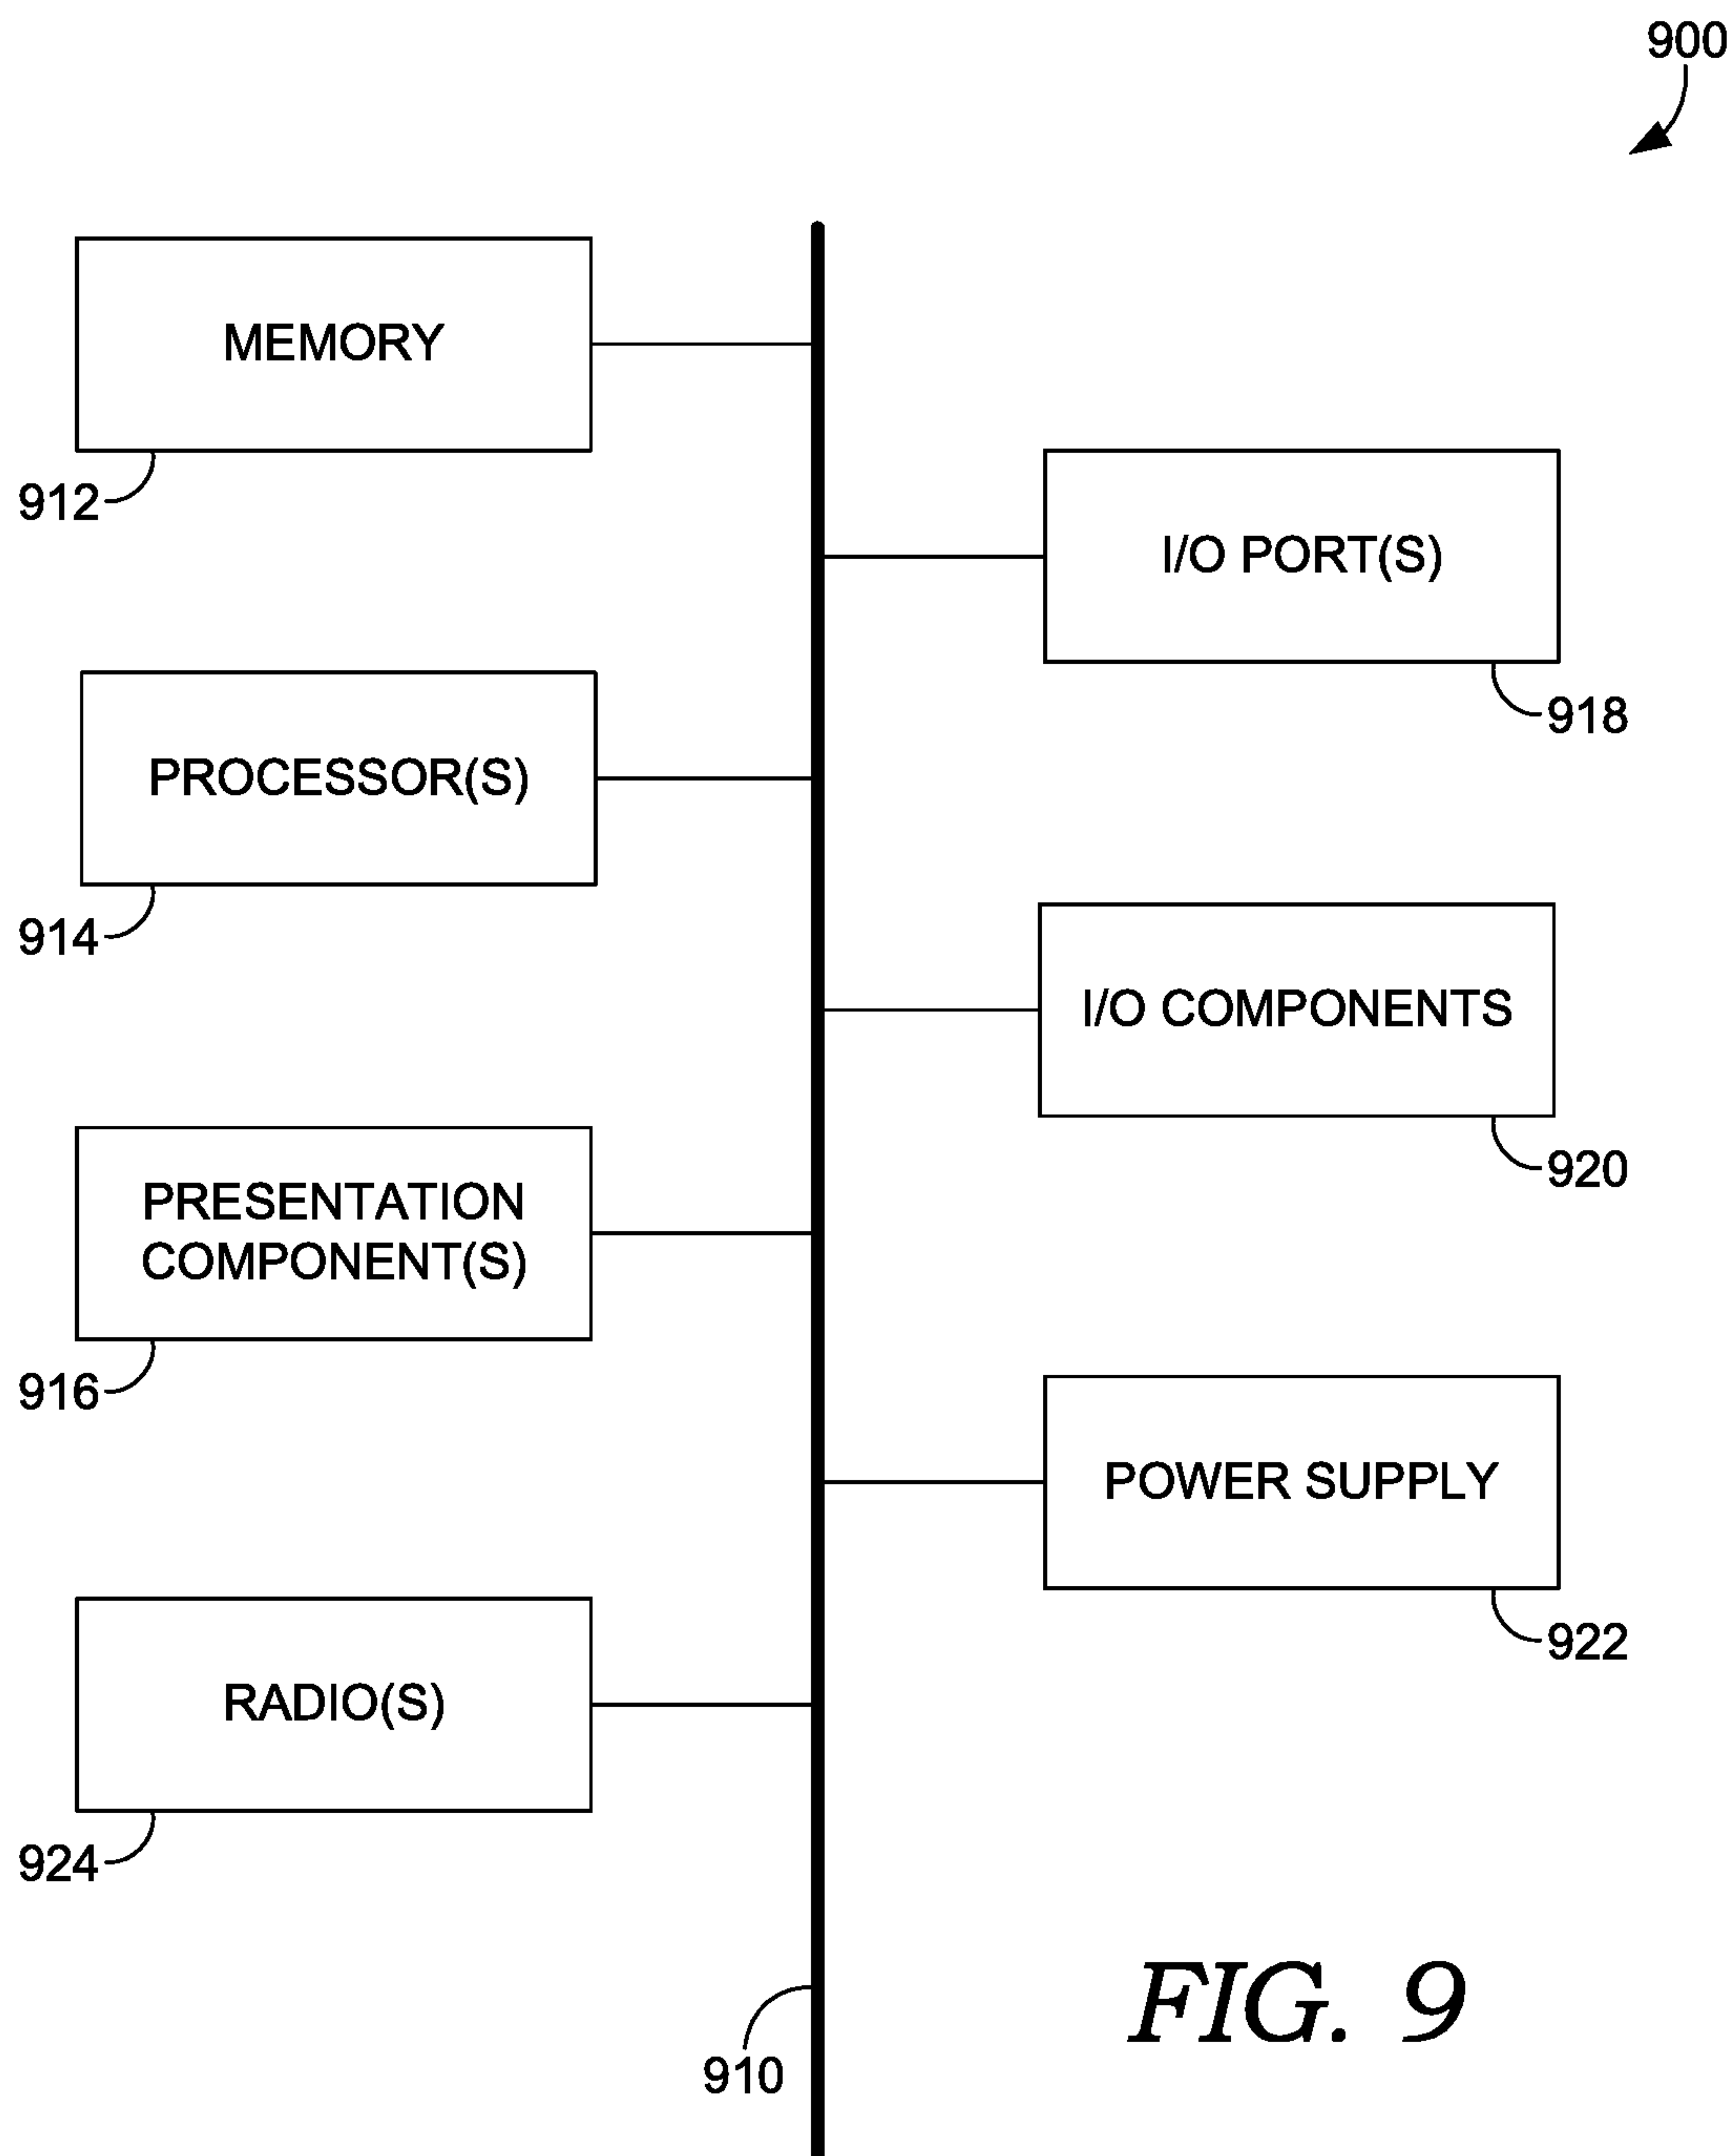 900
MEMORY
912
I/O PORT(S)
918
PROCESSOR(S)
914
I/O COMPONENTS
920
PRESENTATION
COMPONENT(S)
916
POWER SUPPLY
922
RADIO(S)
924
910
FIG. 9